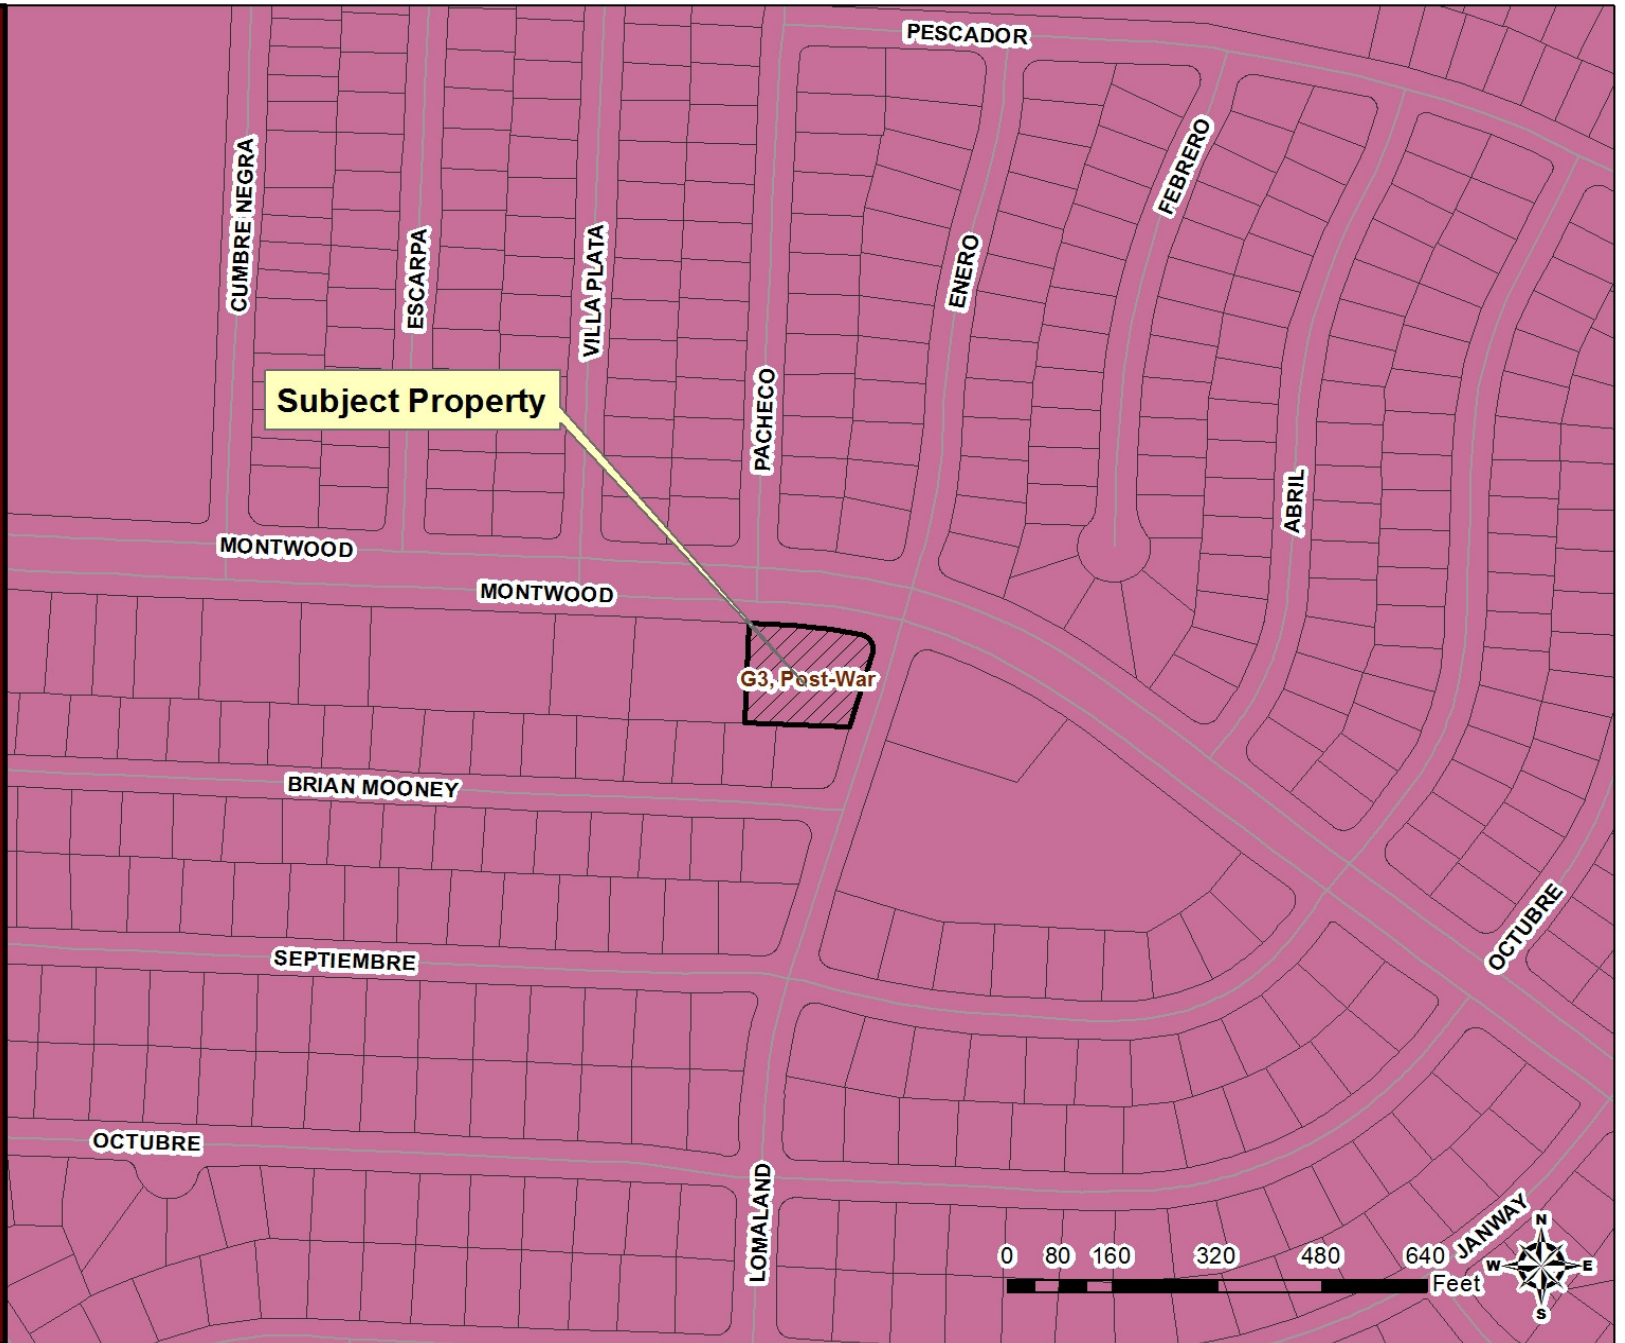 PESCADOR
FEBRERO
CUMBRE NEGRA
ESCARPA
VILLA PLATA
ENERO
Subject Property
PACHECO
ABRIL
MONTWOOD
MONTWOOD
G3, Post-War
BRIAN MOONEY
OCTUBRE
SEPTIEMBRE
OCTUBRE
LOMALAND
JANWAY
N
W E
S
0 80 160 320 480 640
Feet